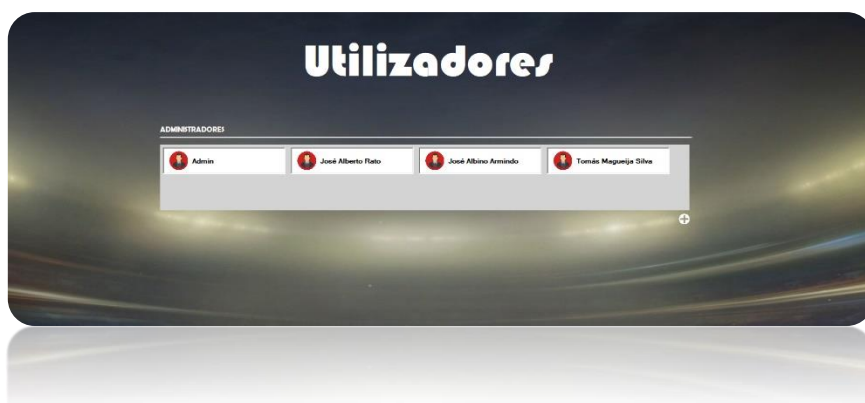 Utilizadores
ADMINISTRADORES
Admin
José Alberto Rato
José Albino Armindo
Tomás Magueija Silva